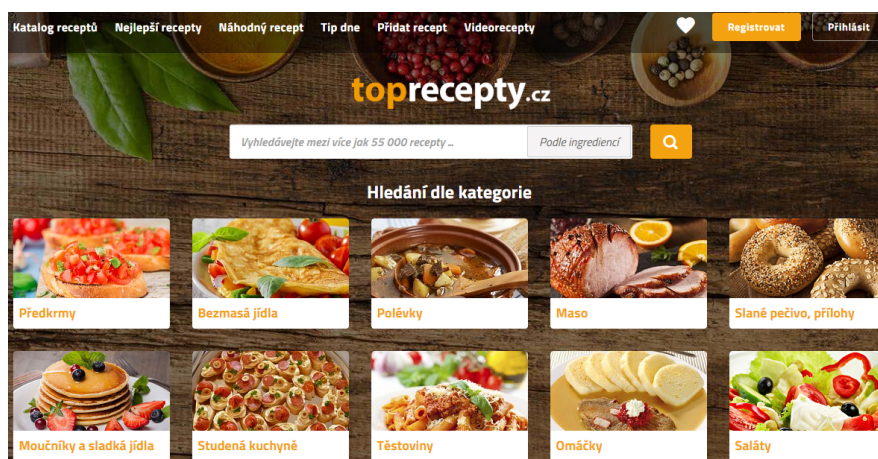 Katalog receptů Nejlepší recepty Náhodný recept Tip dne Přidat recept Videorecepty Registrovat Přihlásit
toprecepty.cz
Vyhledávejte mezi více jak 55 000 recepty ... Podle ingrediencí
Hledání dle kategorie
Předkrmy Bezmasá jídla Polévky Maso Slané pečivo, přílohy
Moučníky a sladká jídla Studená kuchyně Těstoviny Omáčky Saláty